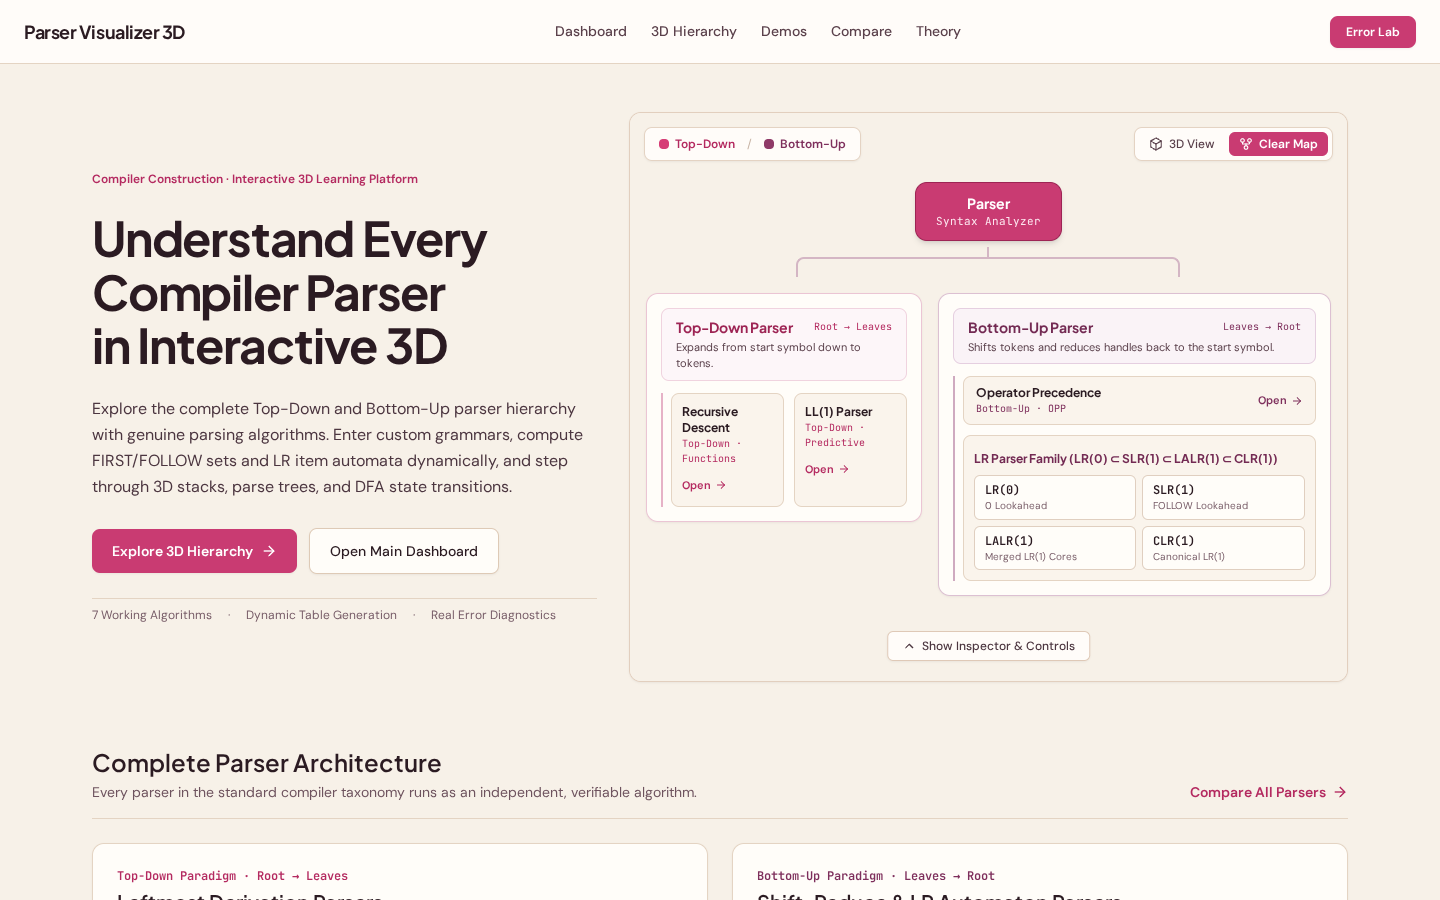 Parser Visualizer 3D
Dashboard
3D Hierarchy
Demos
Compare
Theory
Error Lab
Compiler Construction · Interactive 3D Learning Platform
Understand Every
Compiler Parser
in Interactive 3D
Explore the complete Top-Down and Bottom-Up parser hierarchy
with genuine parsing algorithms. Enter custom grammars, compute
FIRST/FOLLOW sets and LR item automata dynamically, and step
through 3D stacks, parse trees, and DFA state transitions.
Explore 3D Hierarchy →
Open Main Dashboard
7 Working Algorithms · Dynamic Table Generation · Real Error Diagnostics
Top-Down / Bottom-Up
3D View
Clear Map
Parser
Syntax Analyzer
Top-Down Parser
Root → Leaves
Expands from start symbol down to
tokens.
Recursive
Descent
Top-Down ·
Functions
Open →
LL(1) Parser
Top-Down ·
Predictive
Open →
Bottom-Up Parser
Leaves → Root
Shifts tokens and reduces handles back to the start symbol.
Operator Precedence
Bottom-Up · OPP
Open →
LR Parser Family (LR(0) ⊂ SLR(1) ⊂ LALR(1) ⊂ CLR(1))
LR(0)
0 Lookahead
SLR(1)
FOLLOW Lookahead
LALR(1)
Merged LR(1) Cores
CLR(1)
Canonical LR(1)
Show Inspector & Controls
Complete Parser Architecture
Every parser in the standard compiler taxonomy runs as an independent, verifiable algorithm.
Compare All Parsers →
Top-Down Paradigm · Root → Leaves
Leftmost Derivation Parsers
Bottom-Up Paradigm · Leaves → Root
Shift-Reduce & LR Automaton Parsers